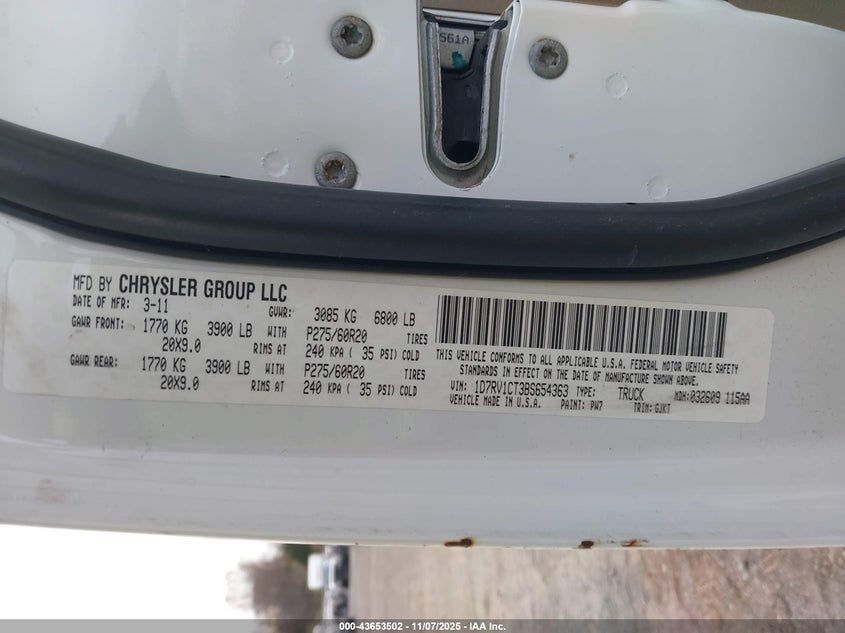 561A
MFD BY CHRYSLER GROUP LLC
DATE OF MFR: 3-11 GVWR: 3085 KG 6800 LB
GAWR FRONT: 1770 KG 3900 LB WITH P275/60R20 TIRES
20X9.0 RIMS AT 240 KPA ( 35 PSI) COLD
GAWR REAR: 1770 KG 3900 LB WITH P275/60R20 TIRES
20X9.0 RIMS AT 240 KPA ( 35 PSI) COLD
THIS VEHICLE CONFORMS TO ALL APPLICABLE U.S.A. FEDERAL MOTOR VEHICLE SAFETY
STANDARDS IN EFFECT ON THE DATE OF MANUFACTURE SHOWN ABOVE.
VIN: 1D7RV1CT3BS654363 TYPE: TRUCK MDH: 032609 115AA
VEHICLE MADE IN U.S.A. PAINT: PW7 TRIM: GJKT
000-43653502 - 11/07/2025 - IAA Inc.